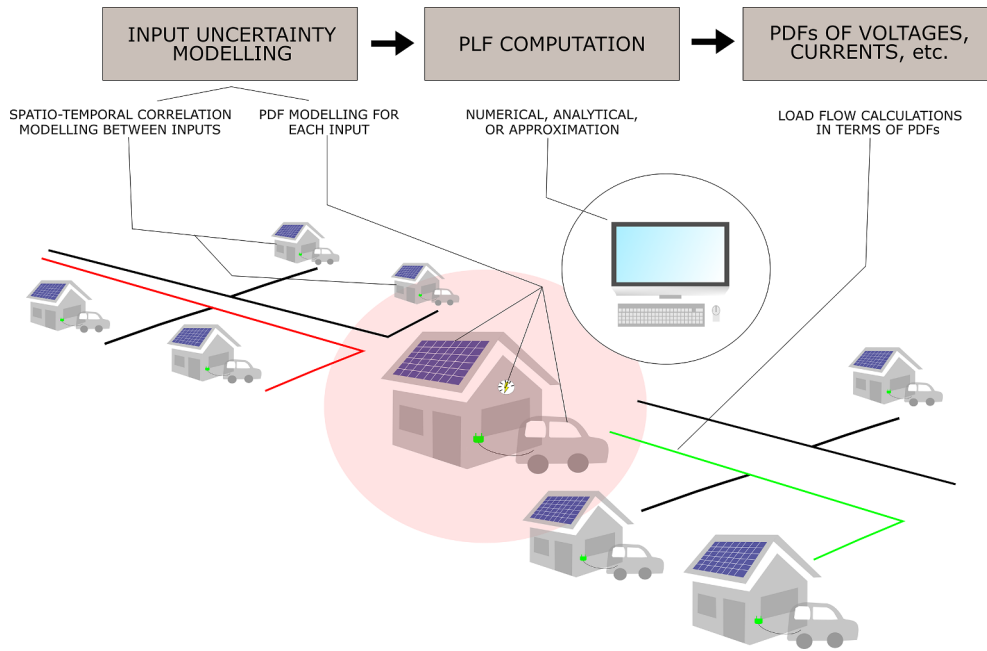 INPUT UNCERTAINTY
MODELLING
PLF COMPUTATION
PDFs OF VOLTAGES,
CURRENTS, etc.
SPATIO-TEMPORAL CORRELATION
MODELLING BETWEEN INPUTS
PDF MODELLING FOR
EACH INPUT
NUMERICAL, ANALYTICAL,
OR APPROXIMATION
LOAD FLOW CALCULATIONS
IN TERMS OF PDFs